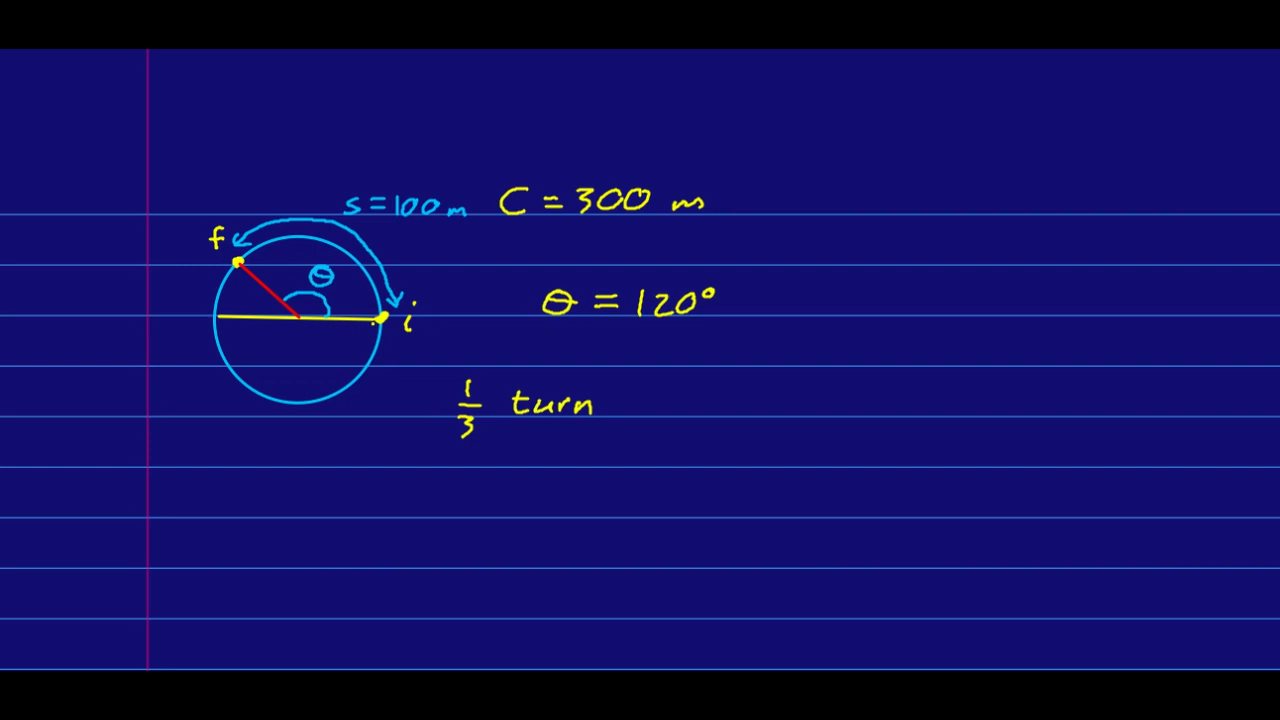 s = 100 m C = 300 m
f
θ
i
θ = 120°
1/3 turn